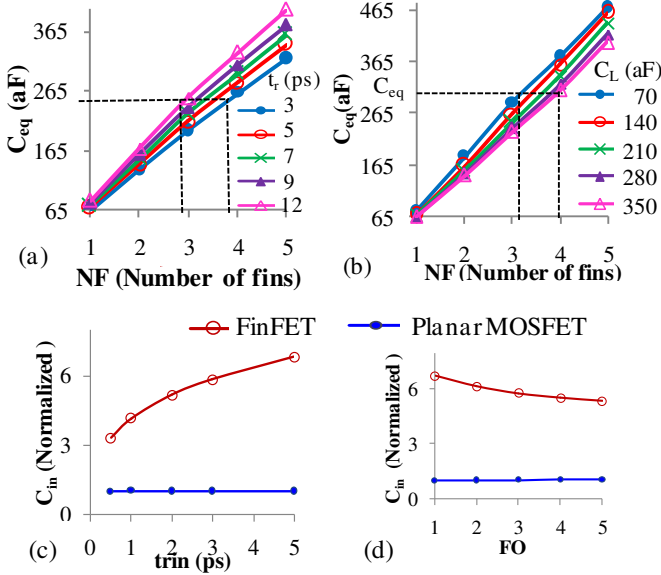 (a)
C_eq (aF)
365
265
165
65
t_r (ps)
3
5
7
9
12
1 2 3 4 5
NF (Number of fins)
(b)
C_eq (aF)
465
365
C_eq
265
165
65
C_L (aF)
70
140
210
280
350
1 2 3 4 5
NF (Number of fins)
FinFET
Planar MOSFET
C_in (Normalized )
6
3
0
0 1 2 3 4 5
(c)
trin (ps)
C_in (Normalized )
6
3
0
1 2 3 4 5
(d)
FO